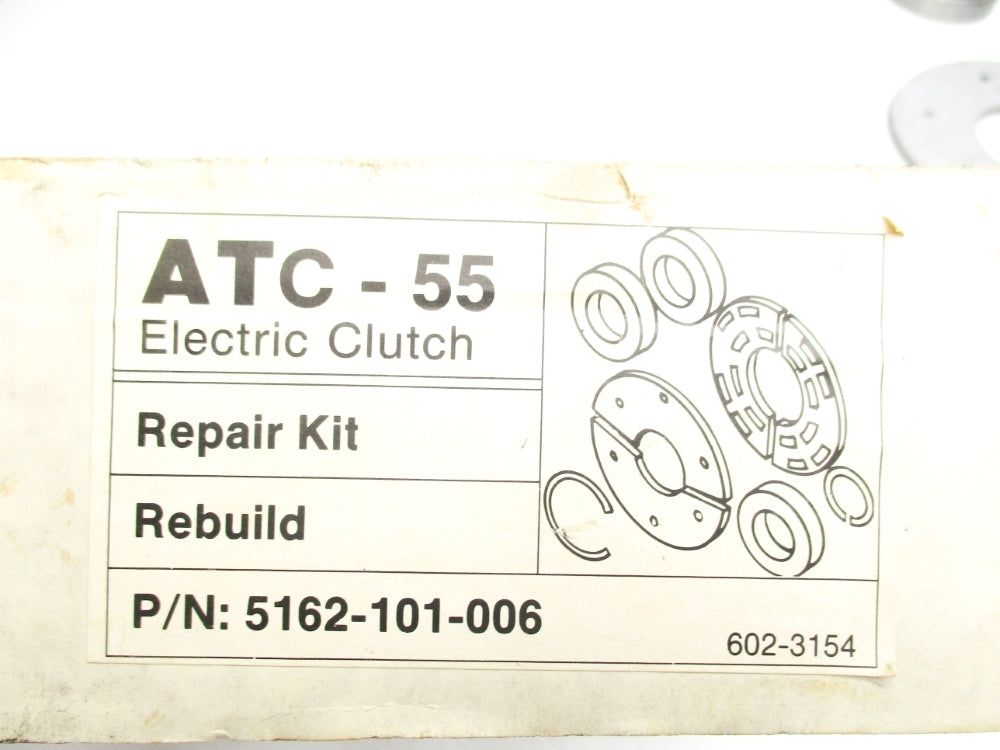 ATC - 55
Electric Clutch
Repair Kit
Rebuild
P/N: 5162-101-006
602-3154